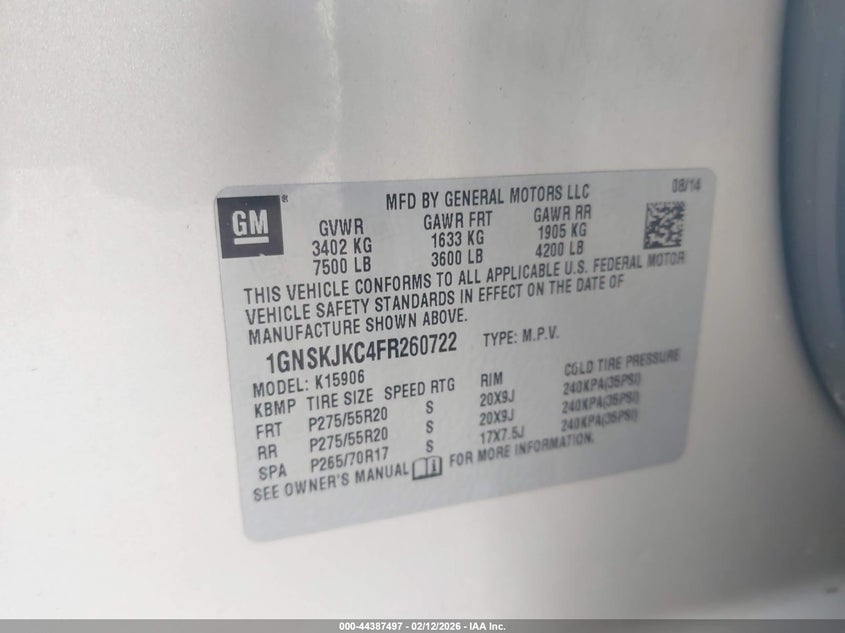 GM ®
MFD BY GENERAL MOTORS LLC 08/14
GVWR GAWR FRT GAWR RR
3402 KG 1633 KG 1905 KG
7500 LB 3600 LB 4200 LB
THIS VEHICLE CONFORMS TO ALL APPLICABLE U.S. FEDERAL MOTOR
VEHICLE SAFETY STANDARDS IN EFFECT ON THE DATE OF
MANUFACTURE SHOWN ABOVE.
1GNSKJKC4FR260722 TYPE: M.P.V.
MODEL: K15906
KBMP TIRE SIZE SPEED RTG RIM COLD TIRE PRESSURE
FRT P275/55R20 S 20X9J 240KPA(35PSI)
RR P275/55R20 S 20X9J 240KPA(35PSI)
SPA P265/70R17 S 17X7.5J 240KPA(35PSI)
SEE OWNER'S MANUAL FOR MORE INFORMATION.
000-44387497 - 02/12/2026 - IAA Inc.